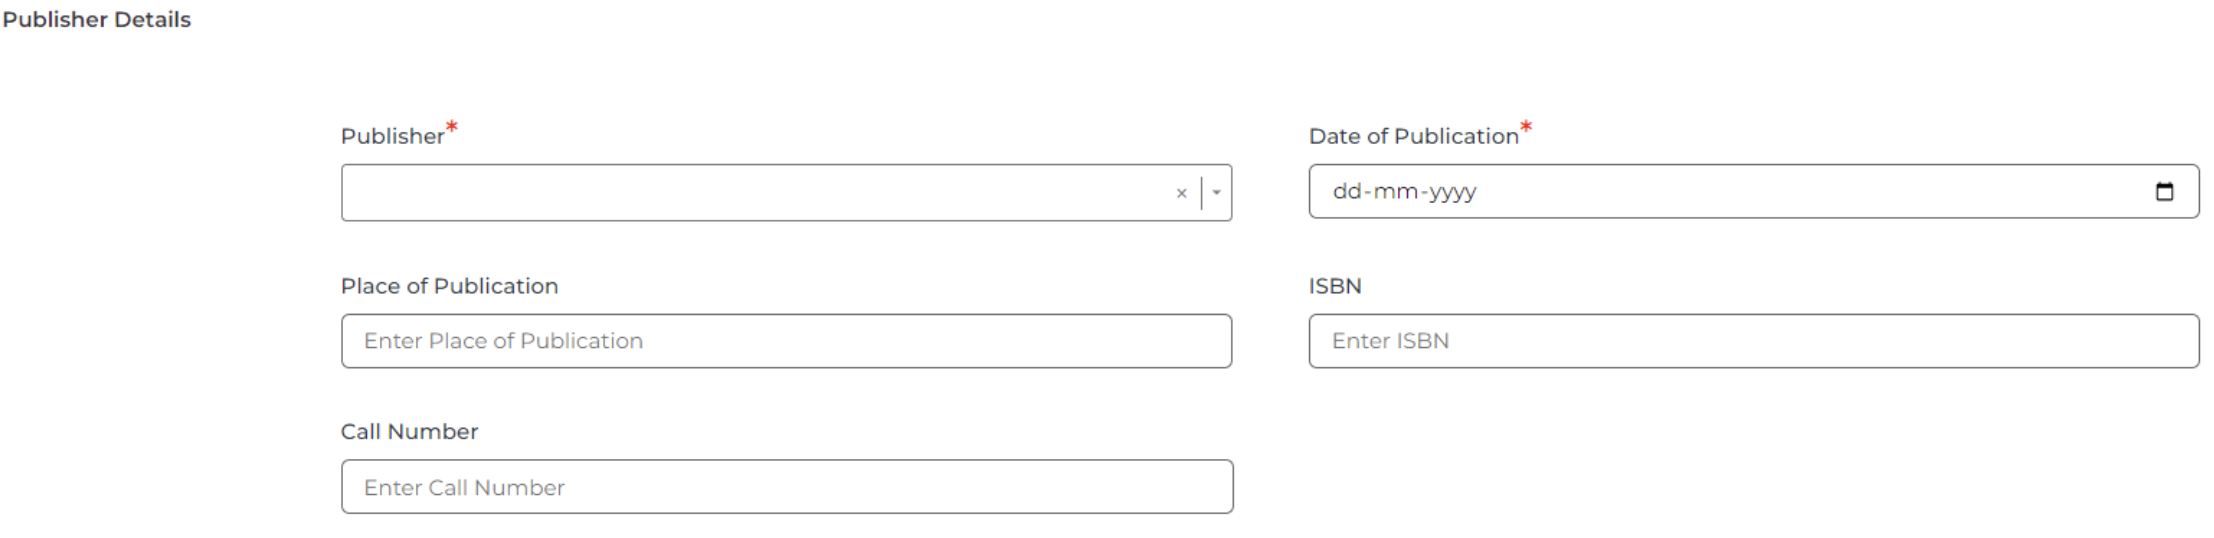 Publisher Details
Publisher*
Date of Publication*
×
dd-mm-yyyy
Place of Publication
ISBN
Enter Place of Publication
Enter ISBN
Call Number
Enter Call Number